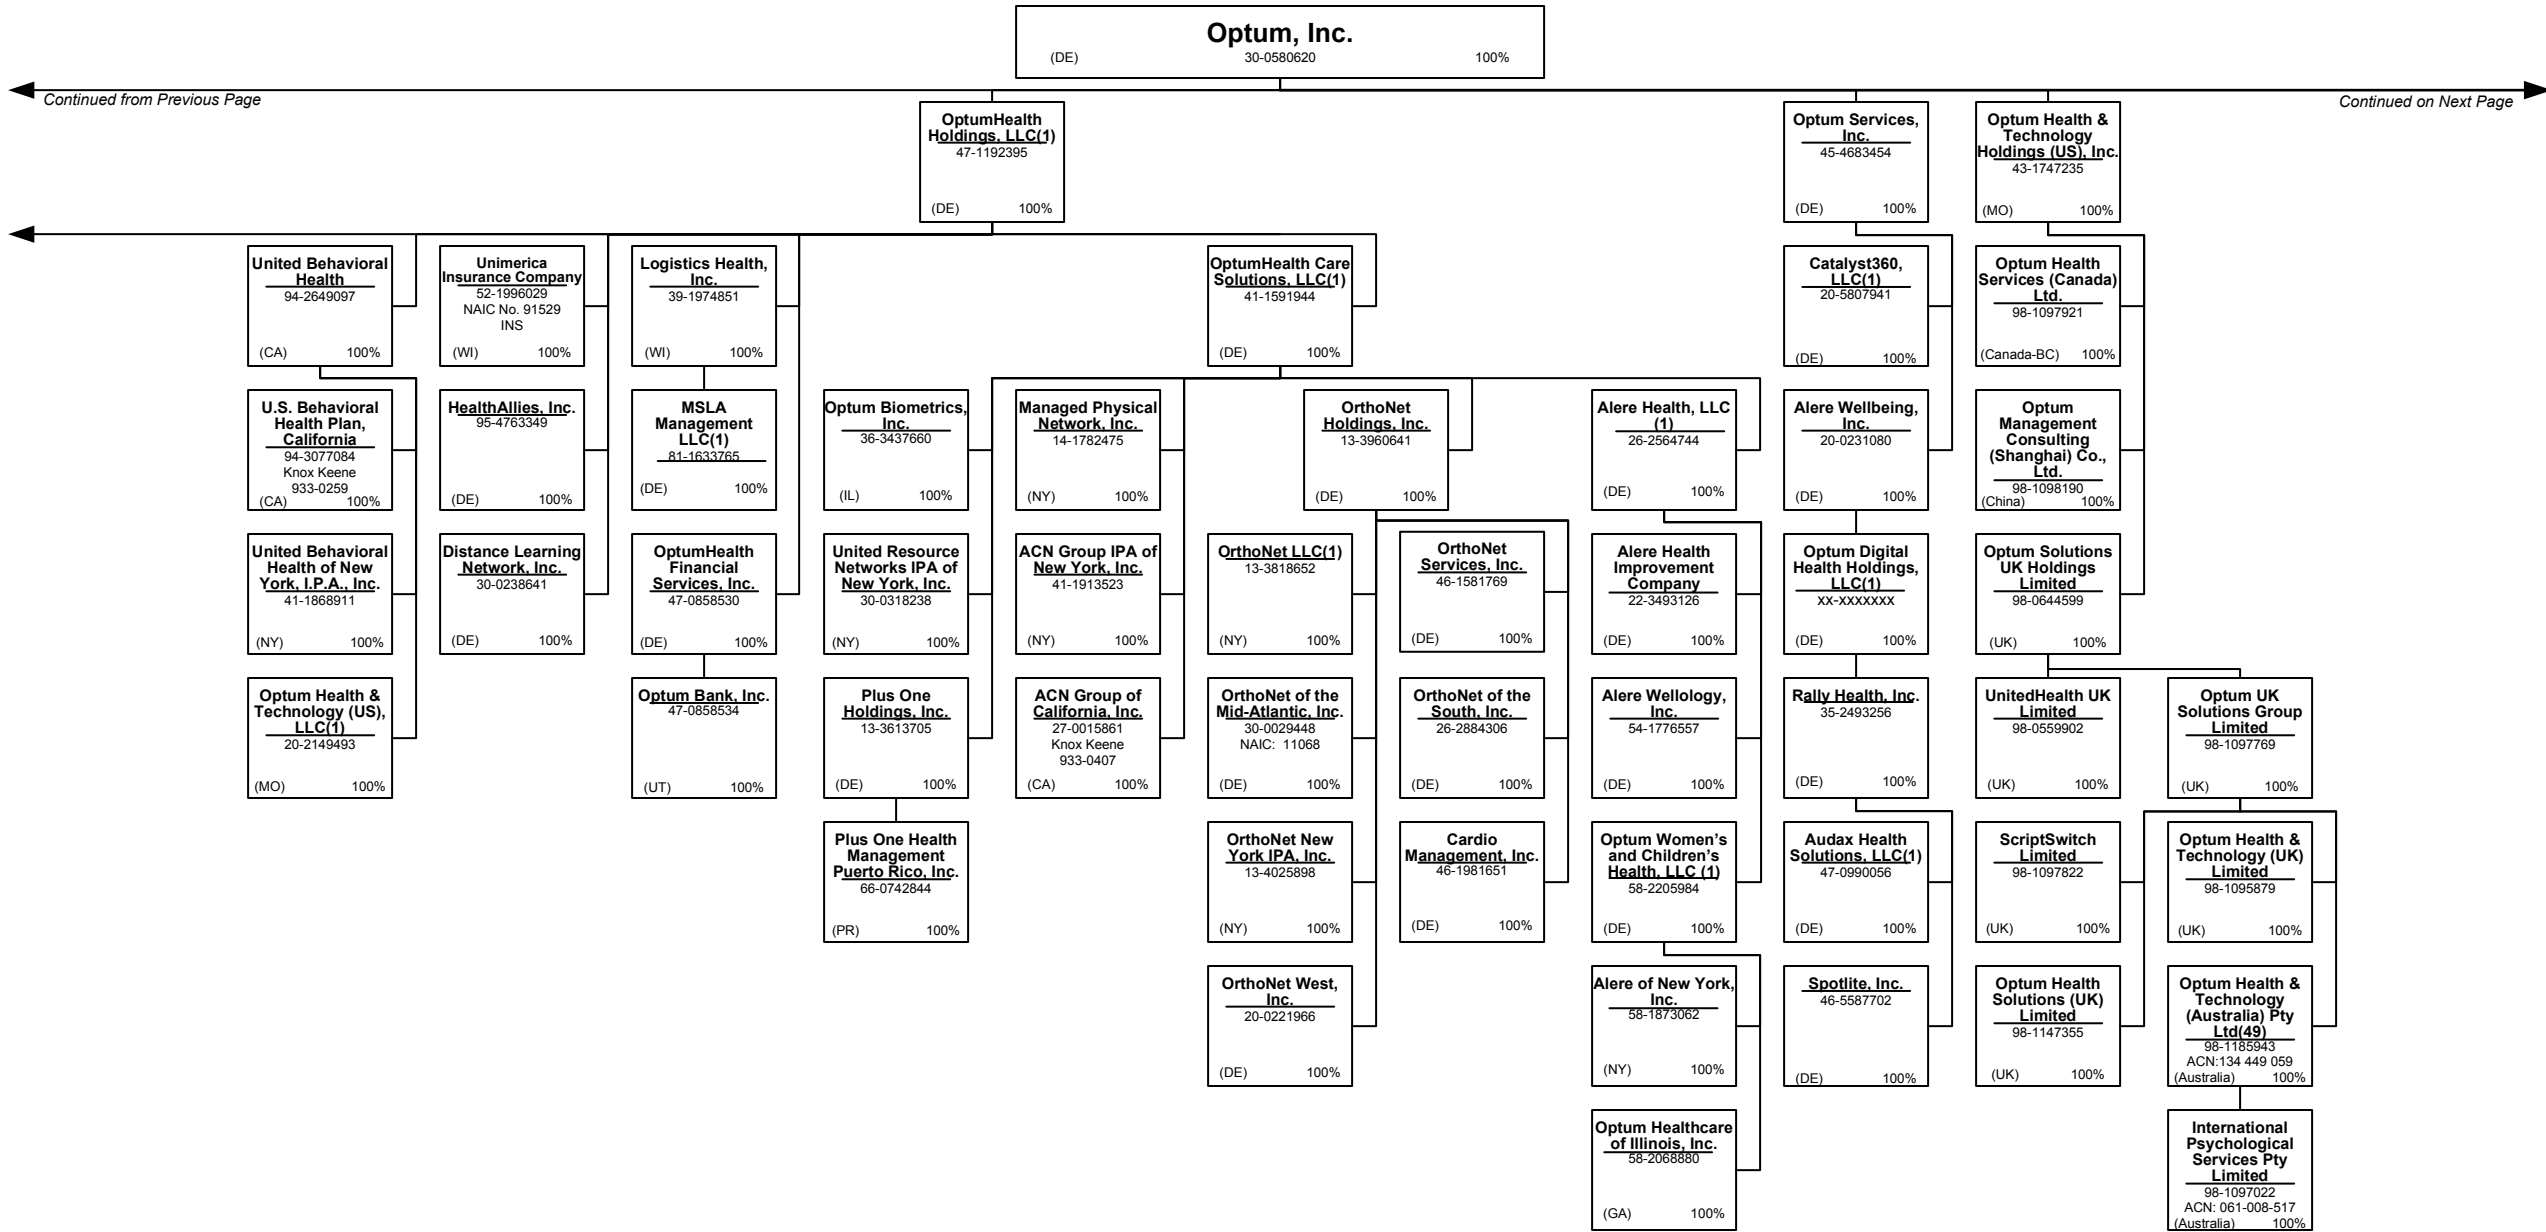 Optum, Inc.
(DE) 30-0580620 100%
Continued from Previous Page
Continued on Next Page
OptumHealth
Holdings, LLC(1)
47-1192395
(DE) 100%
Optum Services,
Inc.
45-4683454
(DE) 100%
Optum Health &
Technology
Holdings (US), Inc.
43-1747235
(MO) 100%
United Behavioral
Health
94-2649097
(CA) 100%
Unimerica
Insurance Company
52-1996029
NAIC No. 91529
INS
(WI) 100%
Logistics Health,
Inc.
39-1974851
(WI) 100%
OptumHealth Care
Solutions, LLC(1)
41-1591944
(DE) 100%
Catalyst360,
LLC(1)
20-5807941
(DE) 100%
Optum Health
Services (Canada)
Ltd.
98-1097921
(Canada-BC) 100%
U.S. Behavioral
Health Plan,
California
94-3077084
Knox Keene
933-0259
(CA) 100%
HealthAllies, Inc.
95-4763349
(DE) 100%
MSLA
Management
LLC(1)
81-1633765
(DE) 100%
Optum Biometrics,
Inc.
36-3437660
(IL) 100%
Managed Physical
Network, Inc.
14-1782475
(NY) 100%
OrthoNet
Holdings, Inc.
13-3960641
(DE) 100%
Alere Health, LLC
(1)
26-2564744
(DE) 100%
Alere Wellbeing,
Inc.
20-0231080
(DE) 100%
Optum
Management
Consulting
(Shanghai) Co.,
Ltd.
98-1098190
(China) 100%
United Behavioral
Health of New
York, I.P.A., Inc.
41-1868911
(NY) 100%
Distance Learning
Network, Inc.
30-0238641
(DE) 100%
OptumHealth
Financial
Services, Inc.
47-0858530
(DE) 100%
United Resource
Networks IPA of
New York, Inc.
30-0318238
(NY) 100%
ACN Group IPA of
New York, Inc.
41-1913523
(NY) 100%
OrthoNet LLC(1)
13-3818652
(NY) 100%
OrthoNet
Services, Inc.
46-1581769
(DE) 100%
Alere Health
Improvement
Company
22-3493126
(DE) 100%
Optum Digital
Health Holdings,
LLC(1)
xx-xxxxxxx
(DE) 100%
Optum Solutions
UK Holdings
Limited
98-0644599
(UK) 100%
Optum Health &
Technology (US),
LLC(1)
20-2149493
(MO) 100%
Optum Bank, Inc.
47-0858534
(UT) 100%
Plus One
Holdings, Inc.
13-3613705
(DE) 100%
ACN Group of
California, Inc.
27-0015861
Knox Keene
933-0407
(CA) 100%
OrthoNet of the
Mid-Atlantic, Inc.
30-0029448
NAIC: 11068
(DE) 100%
OrthoNet of the
South, Inc.
26-2884306
(DE) 100%
Alere Wellology,
Inc.
54-1776557
(DE) 100%
Rally Health, Inc.
35-2493256
(DE) 100%
UnitedHealth UK
Limited
98-0559902
(UK) 100%
Optum UK
Solutions Group
Limited
98-1097769
(UK) 100%
Plus One Health
Management
Puerto Rico, Inc.
66-0742844
(PR) 100%
OrthoNet New
York IPA, Inc.
13-4025898
(NY) 100%
Cardio
Management, Inc.
46-1981651
(DE) 100%
Optum Women's
and Children's
Health, LLC (1)
58-2205984
(DE) 100%
Audax Health
Solutions, LLC(1)
47-0990056
(DE) 100%
ScriptSwitch
Limited
98-1097822
(UK) 100%
Optum Health &
Technology (UK)
Limited
98-1095879
(UK) 100%
OrthoNet West,
Inc.
20-0221966
(DE) 100%
Alere of New York,
Inc.
58-1873062
(NY) 100%
Spotlite, Inc.
46-5587702
(DE) 100%
Optum Health
Solutions (UK)
Limited
98-1147355
(UK) 100%
Optum Health &
Technology
(Australia) Pty
Ltd(49)
98-1185943
ACN:134 449 059
(Australia) 100%
Optum Healthcare
of Illinois, Inc.
58-2068880
(GA) 100%
International
Psychological
Services Pty
Limited
98-1097022
ACN: 061-008-517
(Australia) 100%